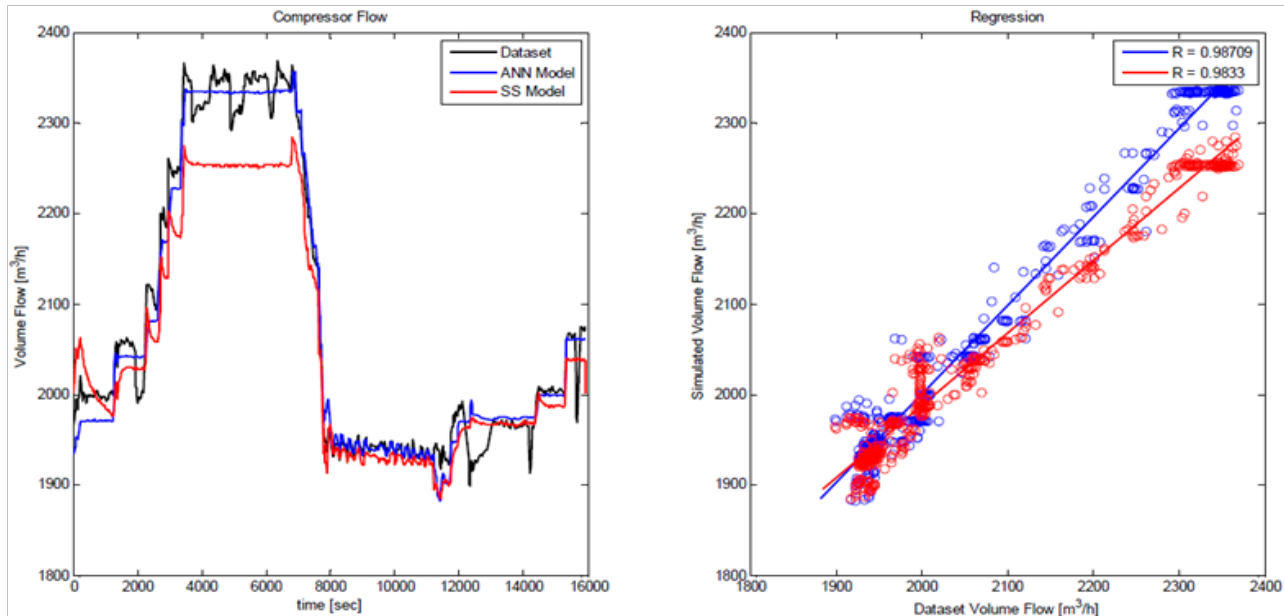 Compressor Flow
2400
2300
2200
2100
2000
1900
1800
Volume Flow [m³/h]
0 2000 4000 6000 8000 10000 12000 14000 16000
time [sec]
Dataset
ANN Model
SS Model
Regression
2400
2300
2200
2100
2000
1900
1800
Simulated Volume Flow [m³/h]
1800 1900 2000 2100 2200 2300 2400
Dataset Volume Flow [m³/h]
R = 0.98709
R = 0.9833